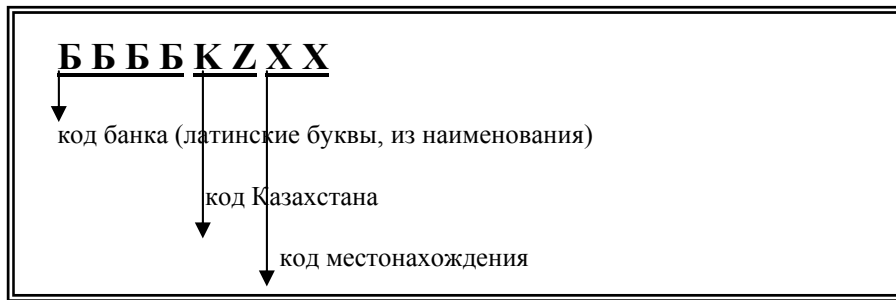 Б Б Б Б K Z X X
код банка (латинские буквы, из наименования)
код Казахстана
код местонахождения